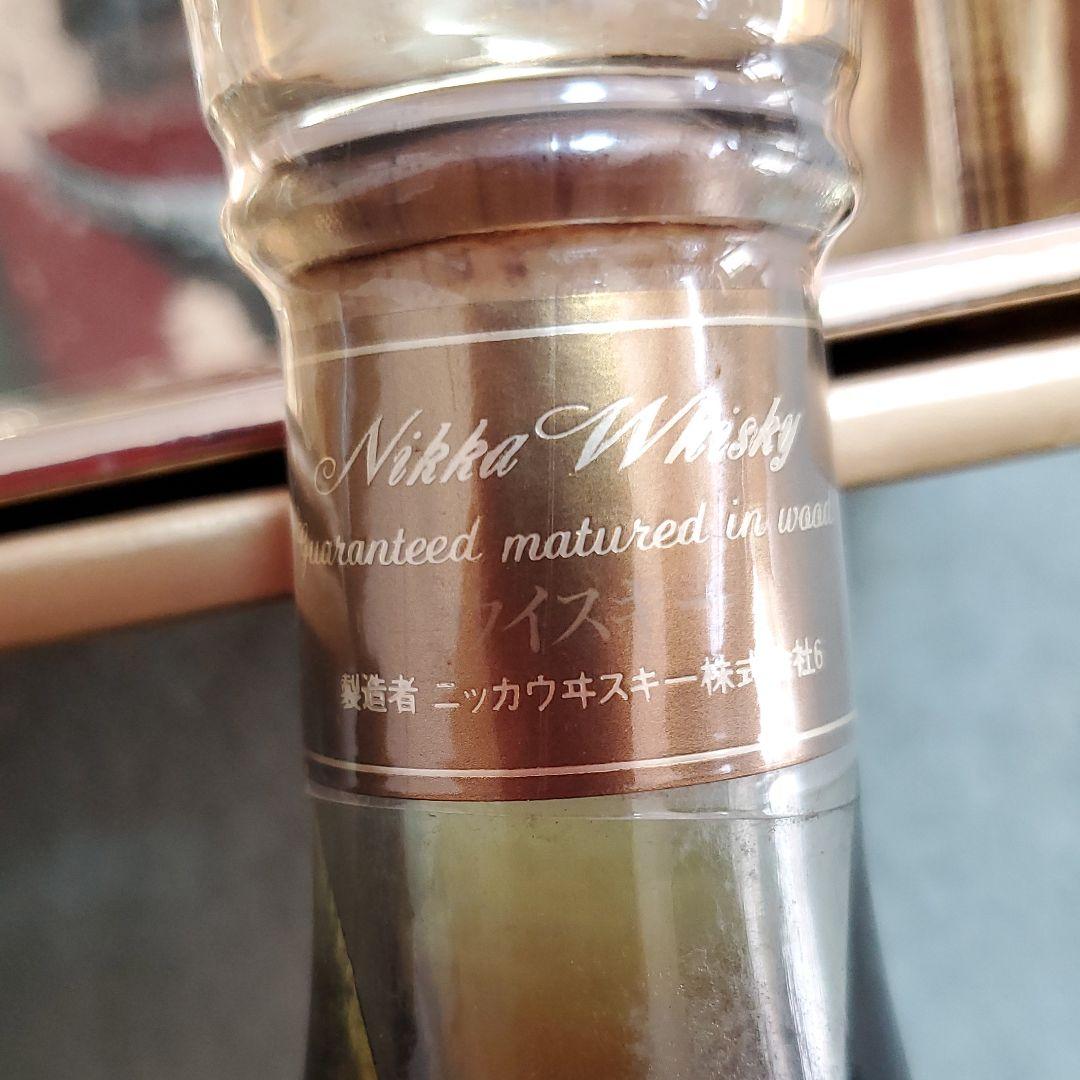 Nikka Whisky
Guaranteed matured in wood
ウイスキー
製造者 ニッカウヰスキー株式会社6